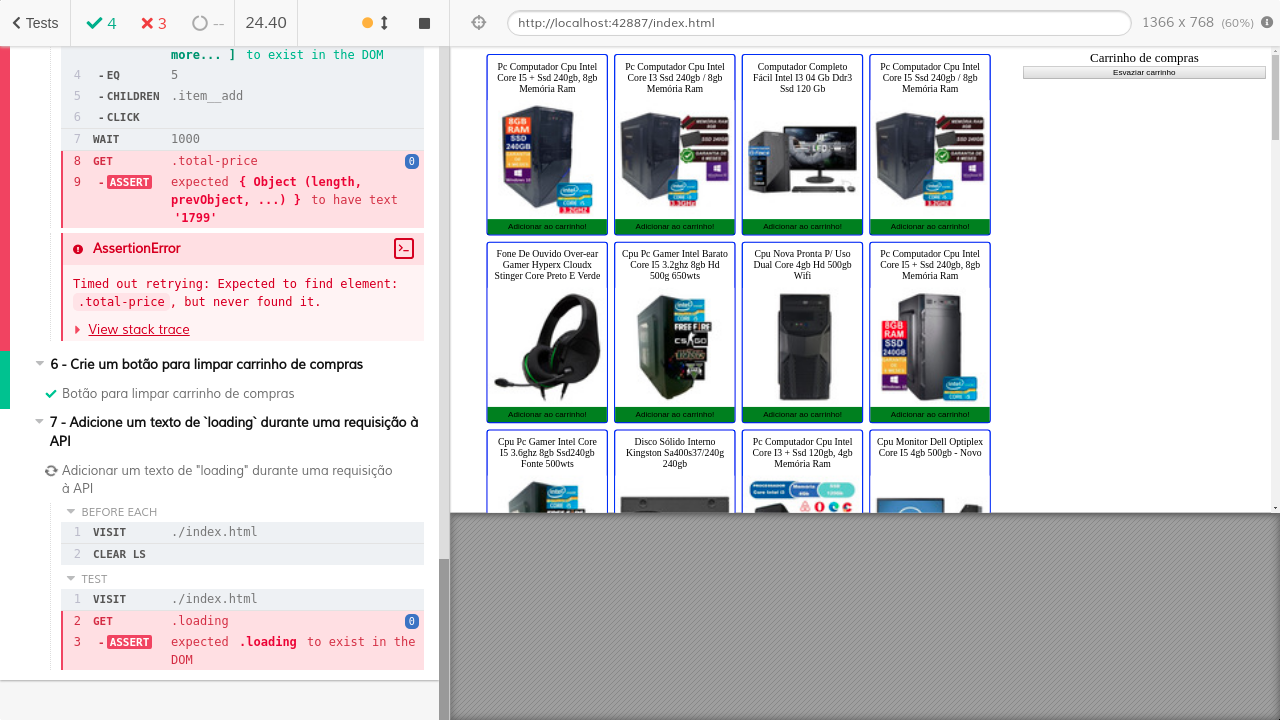 Tests
4
3
--
24.40
http://localhost:42887/index.html
1366 x 768 (60%)
more... ] to exist in the DOM
4 - EQ 5
5 - CHILDREN .item__add
6 - CLICK
7 WAIT 1000
8 GET .total-price 0
9 - ASSERT expected { Object (length,
prevObject, ...) } to have text
'1799'
AssertionError
Timed out retrying: Expected to find element:
.total-price , but never found it.
View stack trace
6 - Crie um botão para limpar carrinho de compras
Botão para limpar carrinho de compras
7 - Adicione um texto de `loading` durante uma requisição à
API
Adicionar um texto de "loading" durante uma requisição
à API
BEFORE EACH
1 VISIT ./index.html
2 CLEAR LS
TEST
1 VISIT ./index.html
2 GET .loading 0
3 - ASSERT expected .loading to exist in the
DOM
Pc Computador Cpu Intel
Core I5 + Ssd 240gb, 8gb
Memória Ram
8GB
RAM
SSD
240GB
Adicionar ao carrinho!
Pc Computador Cpu Intel
Core I3 Ssd 240gb / 8gb
Memória Ram
Adicionar ao carrinho!
Computador Completo
Fácil Intel I3 04 Gb Ddr3
Ssd 120 Gb
Adicionar ao carrinho!
Pc Computador Cpu Intel
Core I5 Ssd 240gb / 8gb
Memória Ram
Adicionar ao carrinho!
Carrinho de compras
Esvaziar carrinho
Fone De Ouvido Over-ear
Gamer Hyperx Cloudx
Stinger Core Preto E Verde
Adicionar ao carrinho!
Cpu Pc Gamer Intel Barato
Core I5 3.2ghz 8gb Hd
500g 650wts
FREE FIRE
CS:GO
Adicionar ao carrinho!
Cpu Nova Pronta P/ Uso
Dual Core 4gb Hd 500gb
Wifi
Adicionar ao carrinho!
Pc Computador Cpu Intel
Core I5 + Ssd 240gb, 8gb
Memória Ram
8GB
RAM
SSD
240GB
Adicionar ao carrinho!
Cpu Pc Gamer Intel Core
I5 3.6ghz 8gb Ssd240gb
Fonte 500wts
Disco Sólido Interno
Kingston Sa400s37/240g
240gb
Pc Computador Cpu Intel
Core I3 + Ssd 120gb, 4gb
Memória Ram
Cpu Monitor Dell Optiplex
Core I5 4gb 500gb - Novo